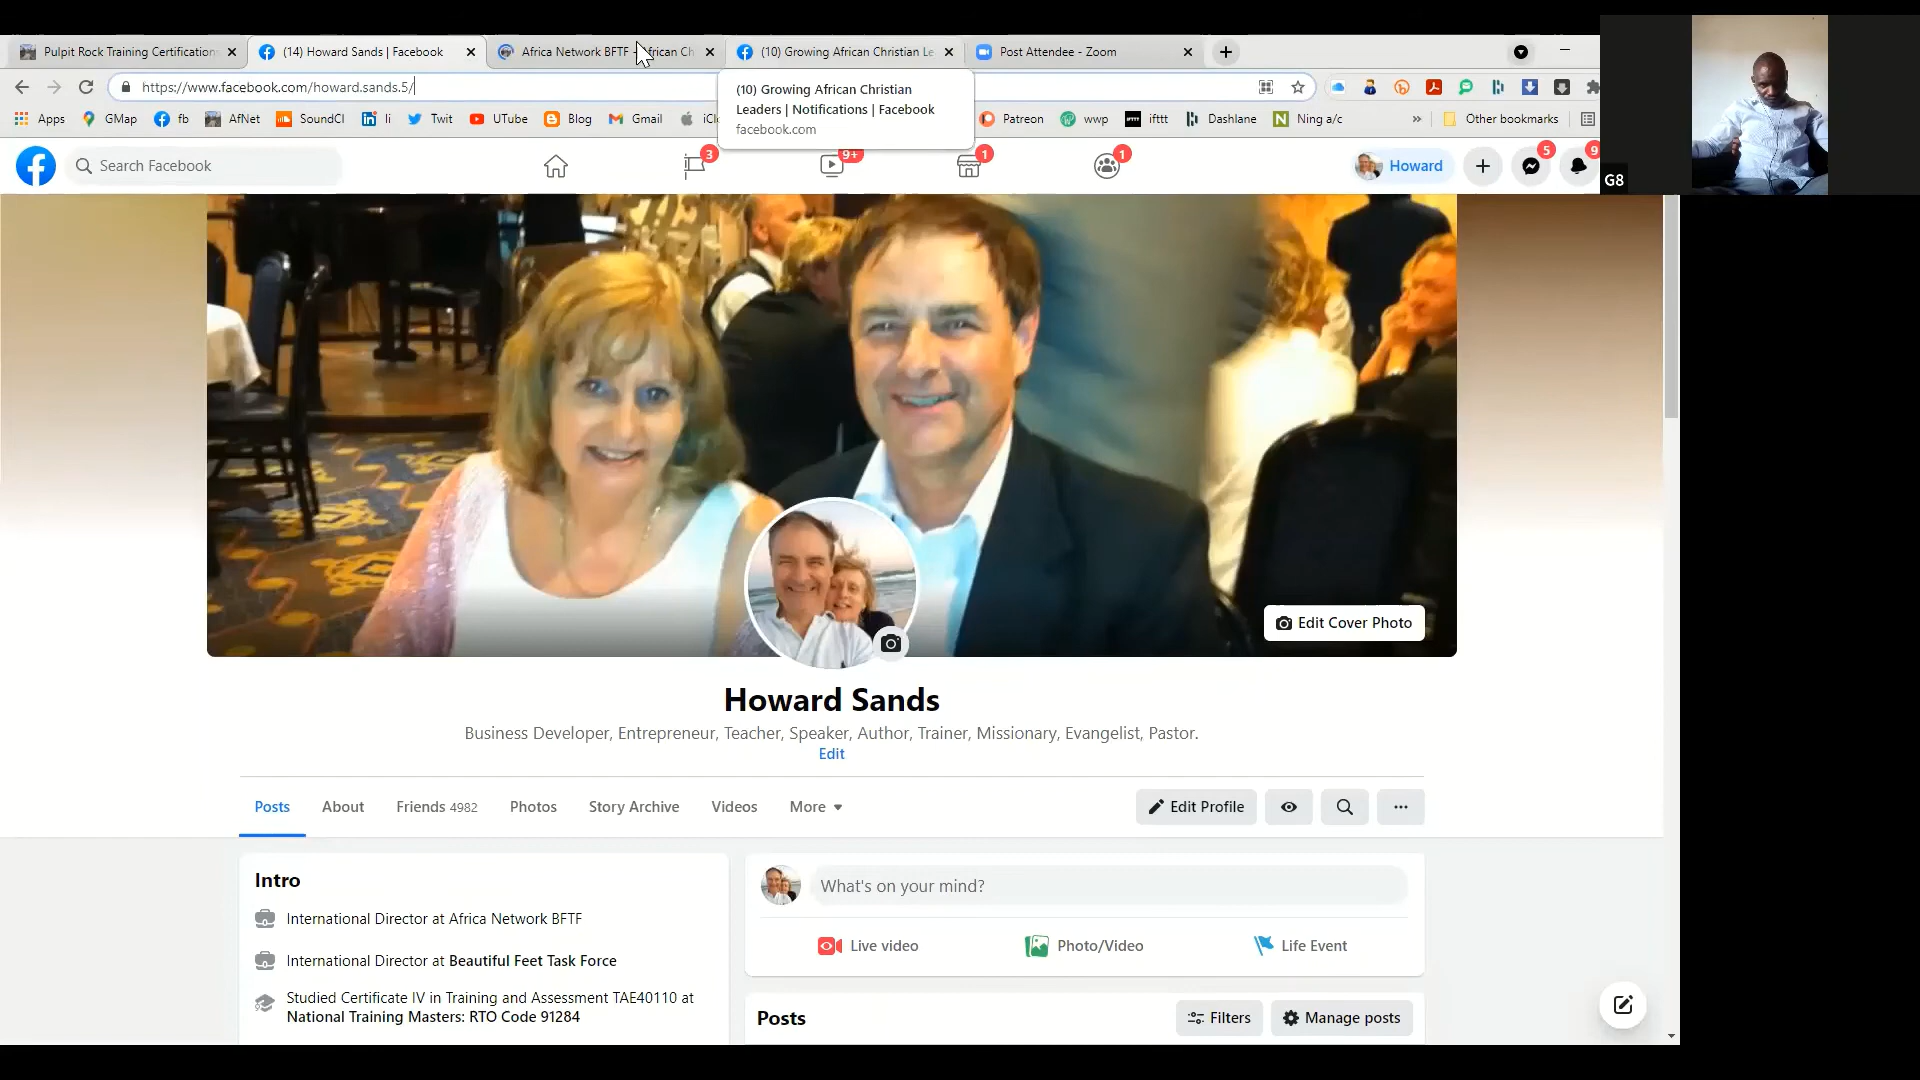 Pulpit Rock Training Certification
(14) Howard Sands | Facebook
Africa Network BFTF - African Ch
(10) Growing African Christian Le
Post Attendee - Zoom
https://www.facebook.com/howard.sands.5/
(10) Growing African Christian
Leaders | Notifications | Facebook
facebook.com
Apps GMap fb AfNet SoundCl li Twit UTube Blog Gmail iCl Patreon wwp ifttt Dashlane Ning a/c » Other bookmarks
Search Facebook
3 9+ 1 1
Howard
5 9
G8
Edit Cover Photo
Howard Sands
Business Developer, Entrepreneur, Teacher, Speaker, Author, Trainer, Missionary, Evangelist, Pastor.
Edit
Posts About Friends 4982 Photos Story Archive Videos More
Edit Profile
Intro
International Director at Africa Network BFTF
International Director at Beautiful Feet Task Force
Studied Certificate IV in Training and Assessment TAE40110 at
National Training Masters: RTO Code 91284
What's on your mind?
Live video Photo/Video Life Event
Posts Filters Manage posts